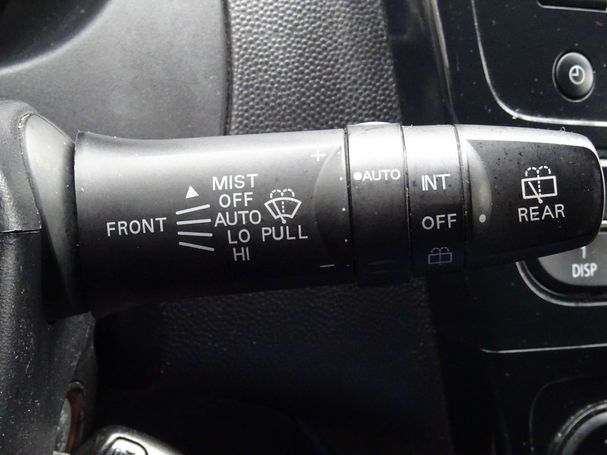 FRONT
MIST
OFF
AUTO
LO
HI
PULL
+
-
AUTO
INT
OFF
REAR
DISP